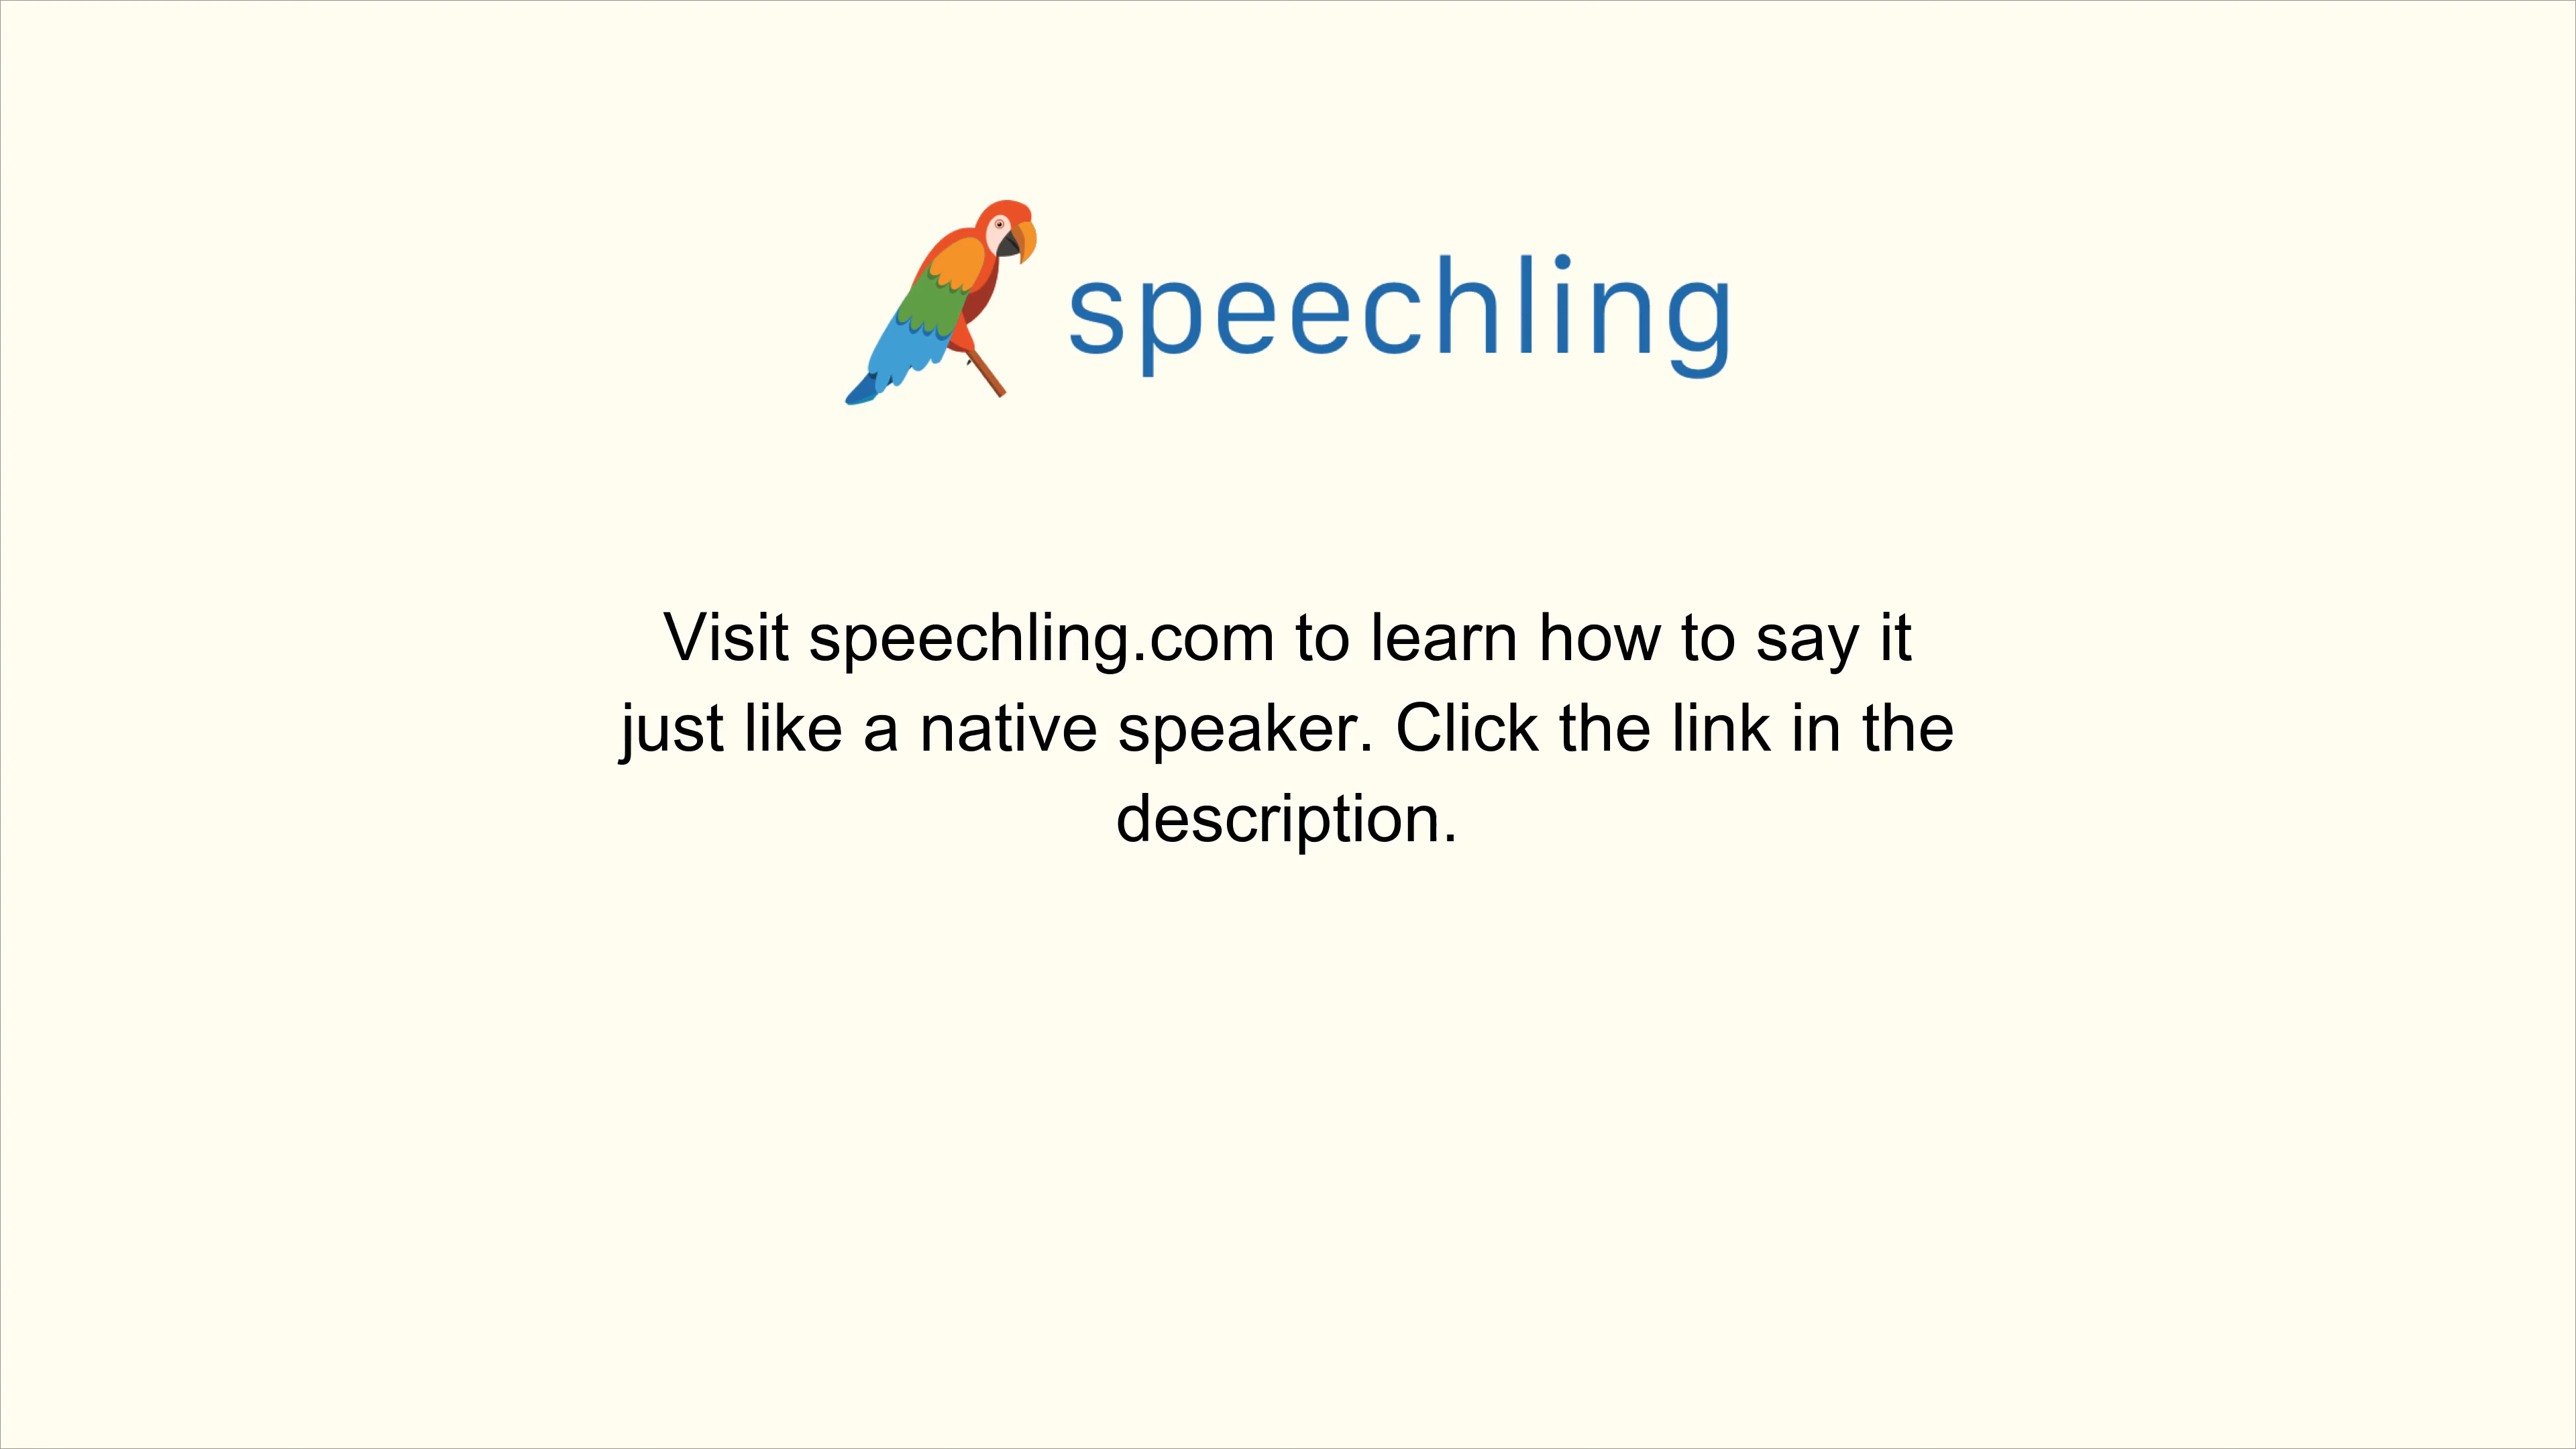 speechling
Visit speechling.com to learn how to say it
just like a native speaker. Click the link in the
description.